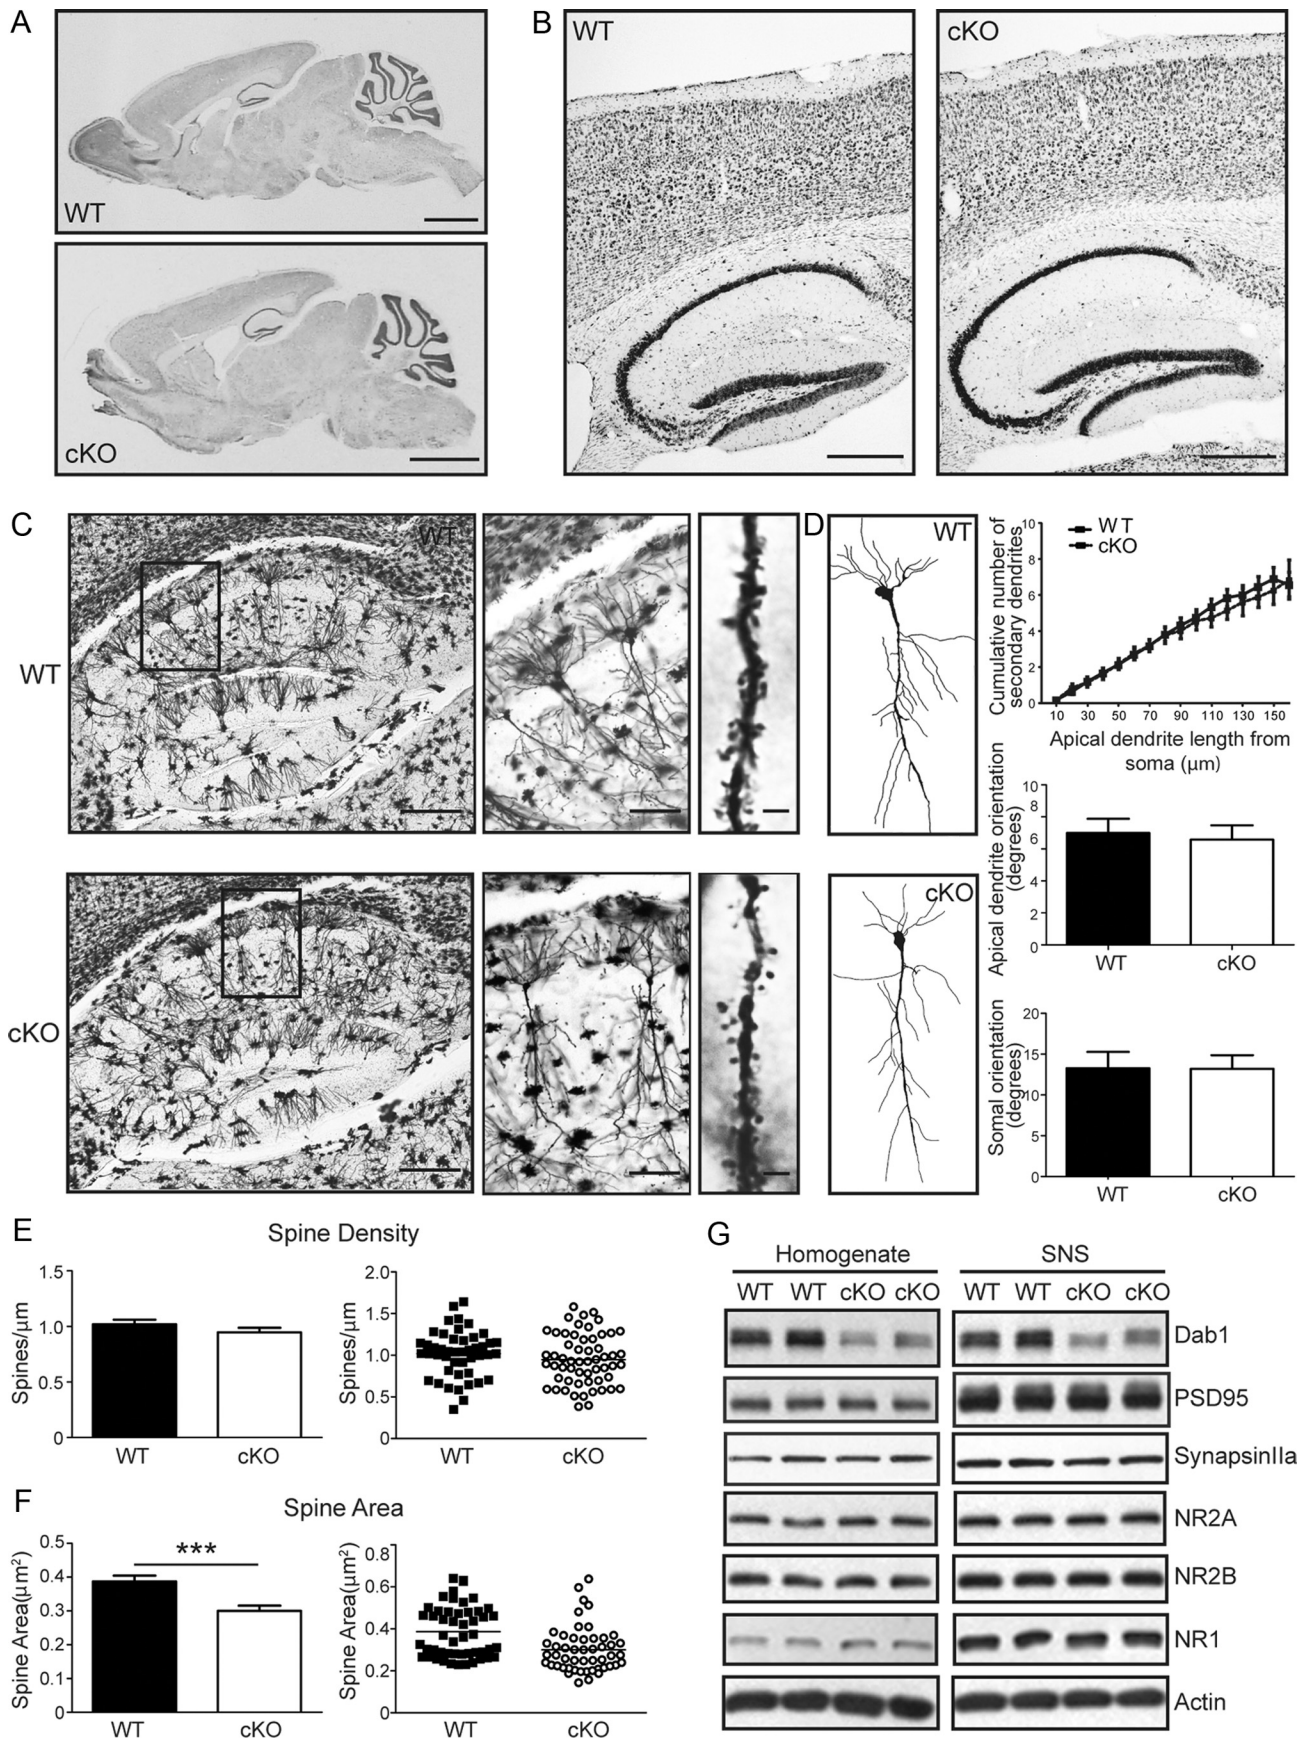 A
WT
cKO
B
WT
cKO
C
WT
WT
cKO
D
WT
cKO
Cumulative number of
secondary dendrites
10
8
6
4
2
0
WT
cKO
10 30 50 70 90 110 130 150
Apical dendrite length from
soma (µm)
Apical dendrite orientation
(degrees)
10
8
6
4
2
0
WT cKO
Somal orientation
(degrees)
20
15
10
5
0
WT cKO
E
Spine Density
Spines/µm
1.5
1.0
0.5
0
WT cKO
Spines/µm
2.0
1.5
1.0
0.5
0
WT cKO
F
Spine Area
Spine Area(µm²)
0.5
0.4
0.3
0.2
0.1
0
***
WT cKO
Spine Area(µm²)
0.8
0.6
0.4
0.2
0
WT cKO
G
Homogenate SNS
WT WT cKO cKO WT WT cKO cKO
Dab1
PSD95
SynapsinIIa
NR2A
NR2B
NR1
Actin